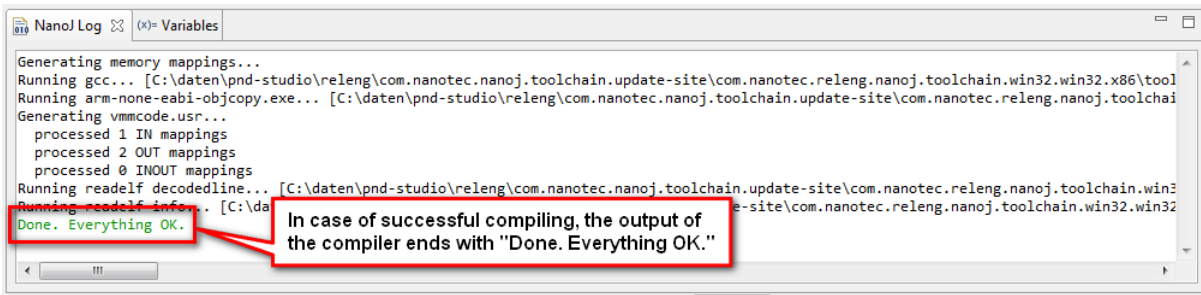 NanoJ Log (x)= Variables
Generating memory mappings...
Running gcc... [C:\daten\pnd-studio\releng\com.nanotec.nanoj.toolchain.update-site\com.nanotec.releng.nanoj.toolchain.win32.win32.x86\tool
Running arm-none-eabi-objcopy.exe... [C:\daten\pnd-studio\releng\com.nanotec.nanoj.toolchain.update-site\com.nanotec.releng.nanoj.toolchai
Generating vmmcode.usr...
processed 1 IN mappings
processed 2 OUT mappings
processed 0 INOUT mappings
Running readelf decodedline... [C:\daten\pnd-studio\releng\com.nanotec.nanoj.toolchain.update-site\com.nanotec.releng.nanoj.toolchain.win3
Running readelf info... [C:\da e-site\com.nanotec.releng.nanoj.toolchain.win32.win32
Done. Everything OK.
In case of successful compiling, the output of
the compiler ends with "Done. Everything OK."